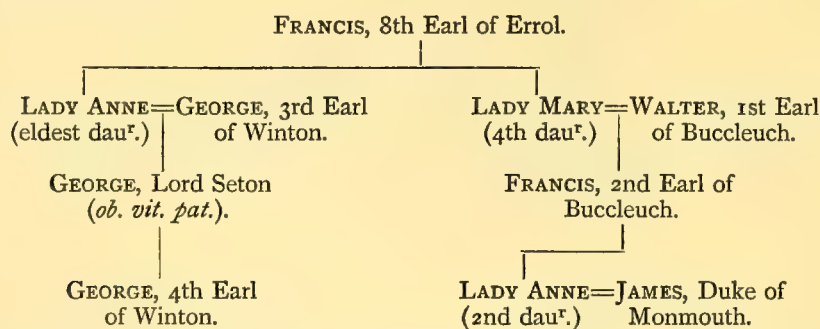 FRANCIS, 8th Earl of Errol.
LADY ANNE=GEORGE, 3rd Earl
(eldest dauʳ.) of Winton.
LADY MARY=WALTER, 1st Earl
(4th dauʳ.) of Buccleuch.
GEORGE, Lord Seton
(ob. vit. pat.).
FRANCIS, 2nd Earl of
Buccleuch.
GEORGE, 4th Earl
of Winton.
LADY ANNE=JAMES, Duke of
(2nd dauʳ.) Monmouth.